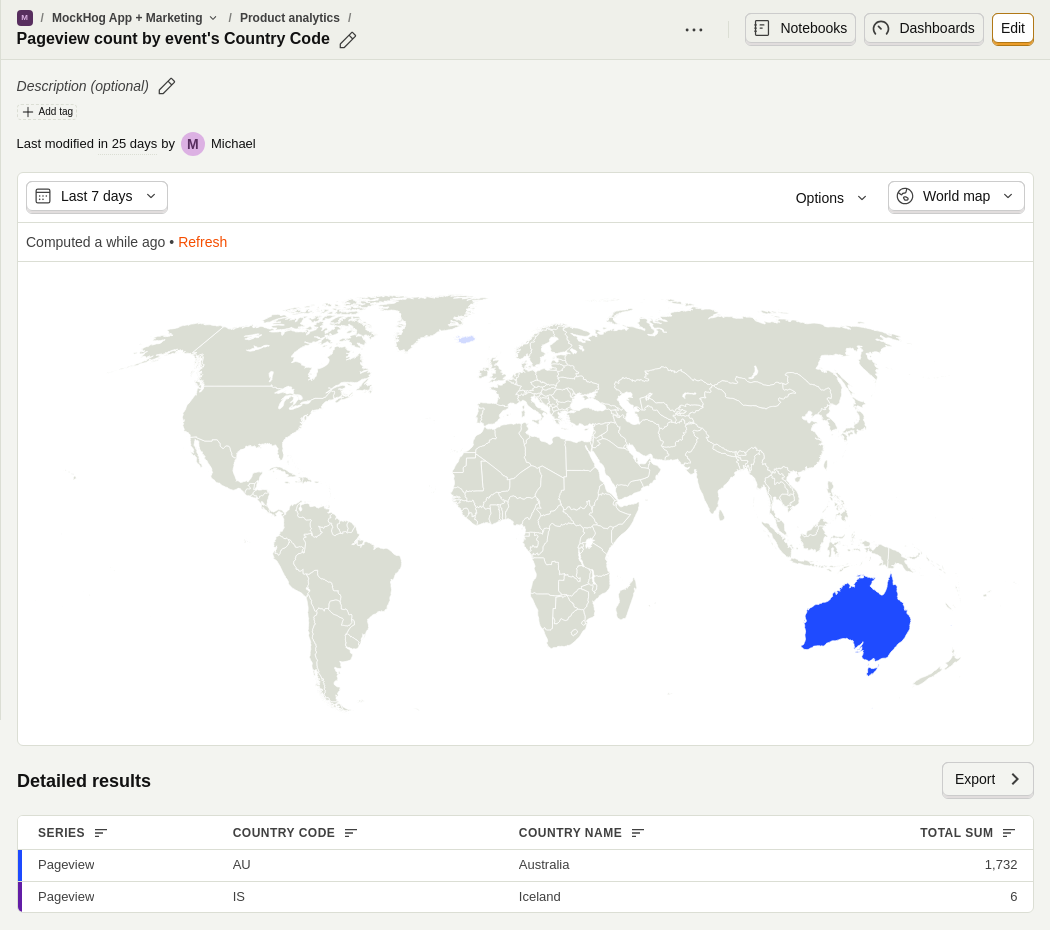 M / MockHog App + Marketing / Product analytics /
Pageview count by event's Country Code
Notebooks
Dashboards
Edit
Description (optional)
Add tag
Last modified in 25 days by M Michael
Last 7 days
Options
World map
Computed a while ago • Refresh
Detailed results
Export
SERIES COUNTRY CODE COUNTRY NAME TOTAL SUM
Pageview AU Australia 1,732
Pageview IS Iceland 6